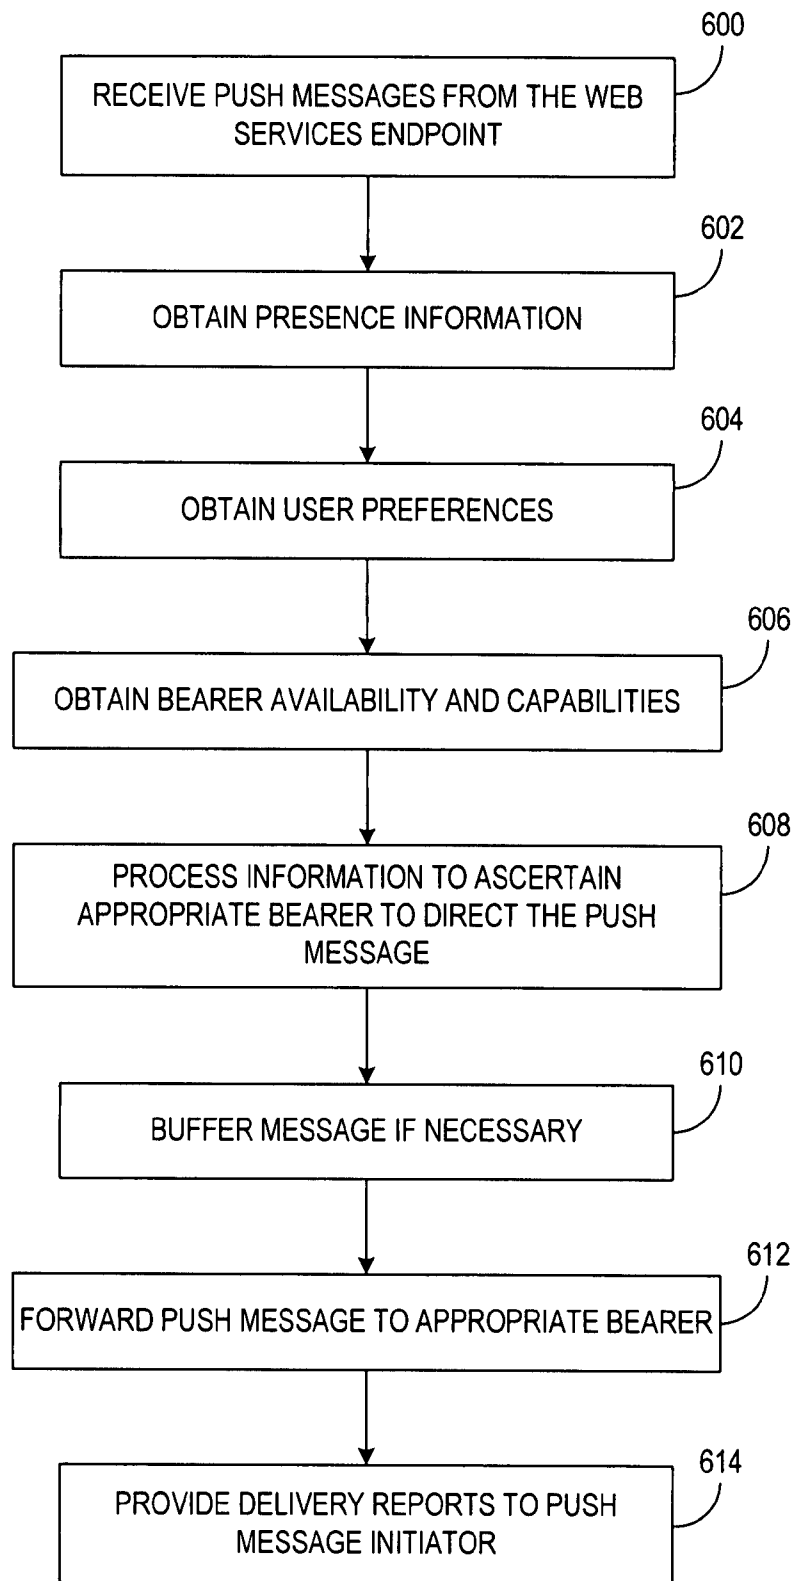 600
RECEIVE PUSH MESSAGES FROM THE WEB
SERVICES ENDPOINT
602
OBTAIN PRESENCE INFORMATION
604
OBTAIN USER PREFERENCES
606
OBTAIN BEARER AVAILABILITY AND CAPABILITIES
608
PROCESS INFORMATION TO ASCERTAIN
APPROPRIATE BEARER TO DIRECT THE PUSH
MESSAGE
610
BUFFER MESSAGE IF NECESSARY
612
FORWARD PUSH MESSAGE TO APPROPRIATE BEARER
614
PROVIDE DELIVERY REPORTS TO PUSH
MESSAGE INITIATOR